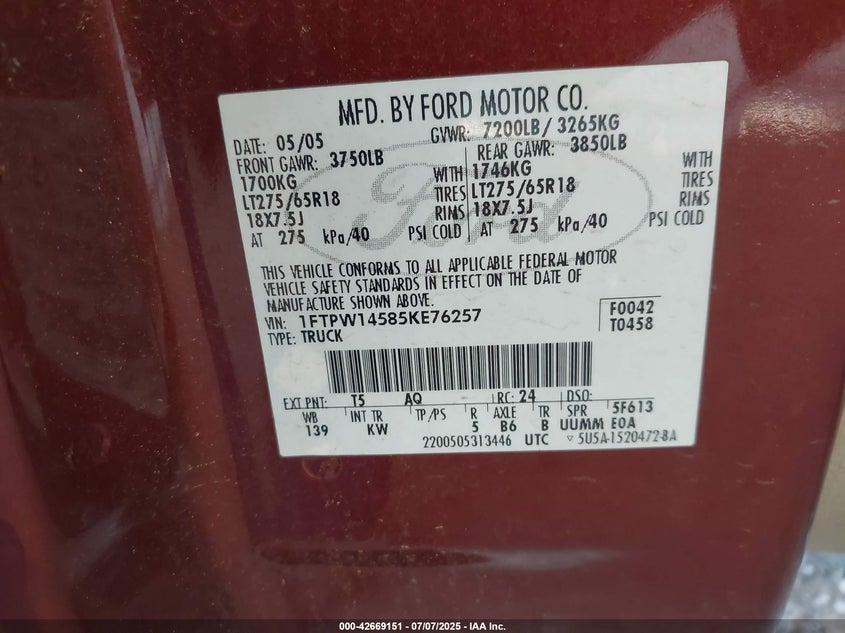 MFD. BY FORD MOTOR CO.
DATE: 05/05 GVWR: 7200LB/ 3265KG
FRONT GAWR: 3750LB REAR GAWR: 3850LB
1700KG WITH 1746KG WITH
LT275/65R18 TIRES LT275/65R18 TIRES
18X7.5J RIMS 18X7.5J RIMS
AT 275 kPa/40 PSI COLD AT 275 kPa/40 PSI COLD
Ford
THIS VEHICLE CONFORMS TO ALL APPLICABLE FEDERAL MOTOR
VEHICLE SAFETY STANDARDS IN EFFECT ON THE DATE OF
MANUFACTURE SHOWN ABOVE.
VIN: 1FTPW14585KE76257 F0042
TYPE: TRUCK T0458
EXT PNT: T5 AQ RC: 24 DSO:
WB INT TR TP/PS R AXLE TR SPR 5F613
139 KW 5 B6 B UUMM EOA
2200505313446 UTC ▽ 5U5A-1520472-BA
000-42669151 | 07/07/2025 - IAA Inc.